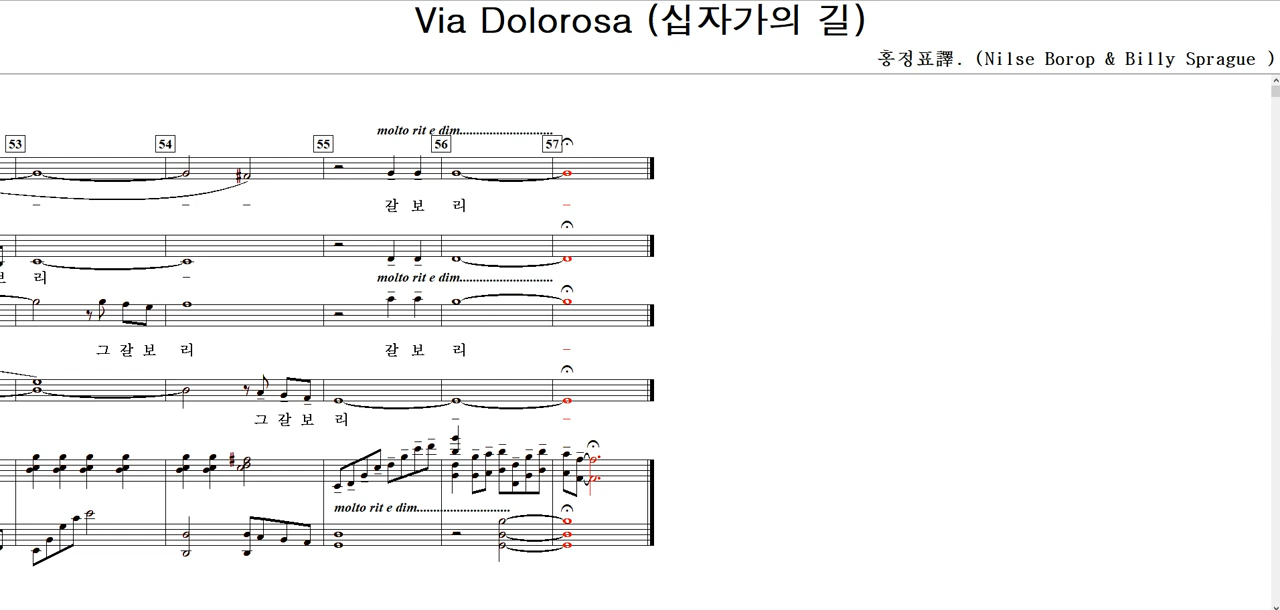 Via Dolorosa (십자가의 길)
홍정표譯. (Nilse Borop & Billy Sprague )
molto rit e dim...........................
53 54 55 56 57
– – – 갈 보 리 –
molto rit e dim...........................
보 리 –
그 갈 보 리 갈 보 리 –
그 갈 보 리 – –
molto rit e dim...........................